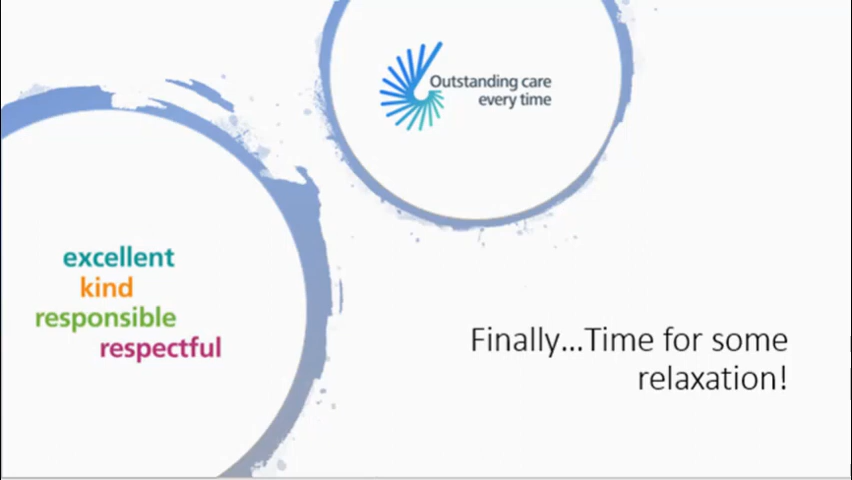 Outstanding care
every time
excellent
kind
responsible
respectful
Finally...Time for some
relaxation!